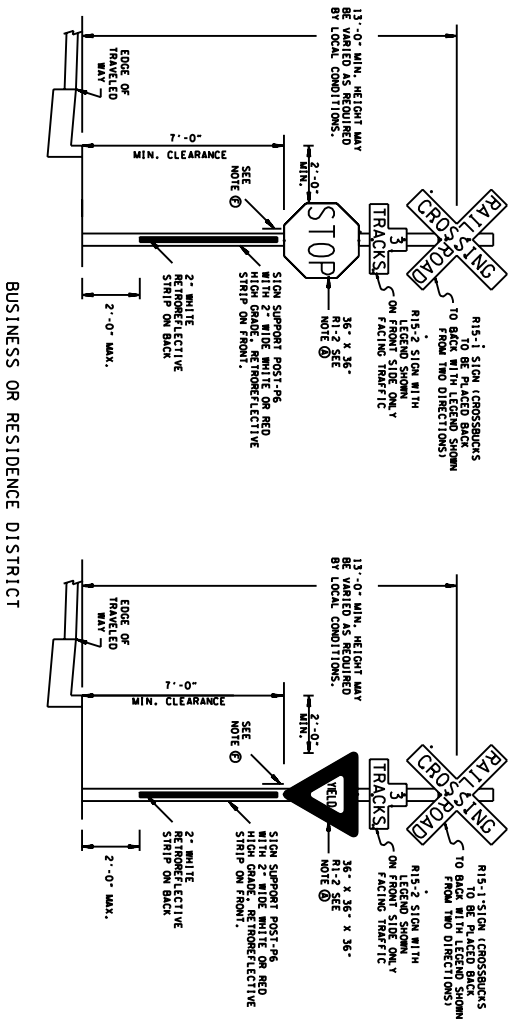 13'-0" MIN. HEIGHT MAY
BE VARIED AS REQUIRED
BY LOCAL CONDITIONS.
EDGE OF
TRAVELED
WAY
7'-0"
MIN. CLEARANCE
2'-0"
MIN.
SEE
NOTE Ⓕ
RAIL
ROAD
CROSSING
3
TRACKS
STOP
R15-1 SIGN (CROSSBUCKS
TO BE PLACED BACK
TO BACK WITH LEGEND SHOWN
FROM TWO DIRECTIONS)
R15-2 SIGN WITH
LEGEND SHOWN
ON FRONT SIDE ONLY
FACING TRAFFIC
36" X 36"
R1-2 SEE
NOTE Ⓐ
SIGN SUPPORT POST-P6
WITH 2" WIDE WHITE OR RED
HIGH GRADE, RETROREFLECTIVE
STRIP ON FRONT.
2" WHITE
RETROREFLECTIVE
STRIP ON BACK
2'-0" MAX.
13'-0" MIN. HEIGHT MAY
BE VARIED AS REQUIRED
BY LOCAL CONDITIONS.
EDGE OF
TRAVELED
WAY
7'-0"
MIN. CLEARANCE
2'-0"
MIN.
SEE
NOTE Ⓕ
RAIL
ROAD
CROSSING
3
TRACKS
YIELD
R15-1 SIGN (CROSSBUCKS
TO BE PLACED BACK
TO BACK WITH LEGEND SHOWN
FROM TWO DIRECTIONS)
R15-2 SIGN WITH
LEGEND SHOWN
ON FRONT SIDE ONLY
FACING TRAFFIC
36" X 36" X 36"
R1-2 SEE
NOTE Ⓐ
SIGN SUPPORT POST-P6
WITH 2" WIDE WHITE OR RED
HIGH GRADE, RETROREFLECTIVE
STRIP ON FRONT.
2" WHITE
RETROREFLECTIVE
STRIP ON BACK
2'-0" MAX.
BUSINESS OR RESIDENCE DISTRICT